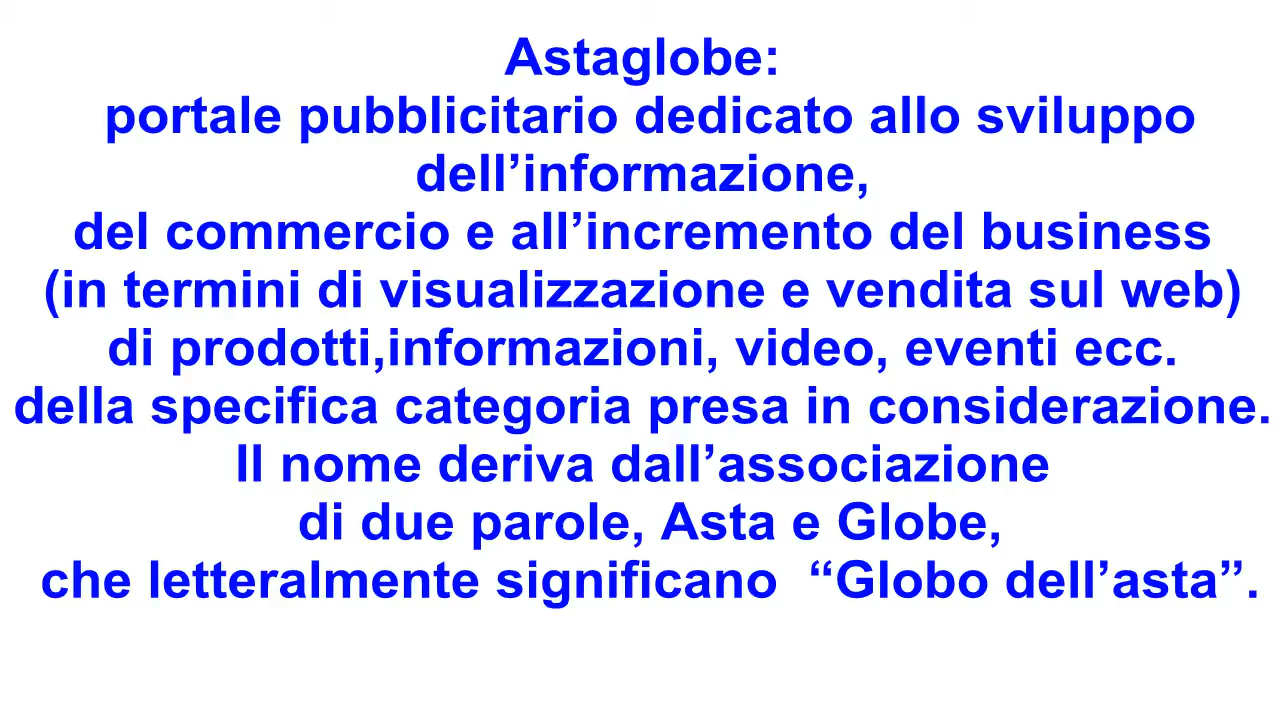 Astaglobe:
portale pubblicitario dedicato allo sviluppo
dell’informazione,
del commercio e all’incremento del business
(in termini di visualizzazione e vendita sul web)
di prodotti,informazioni, video, eventi ecc.
della specifica categoria presa in considerazione.
Il nome deriva dall’associazione
di due parole, Asta e Globe,
che letteralmente significano  “Globo dell’asta”.